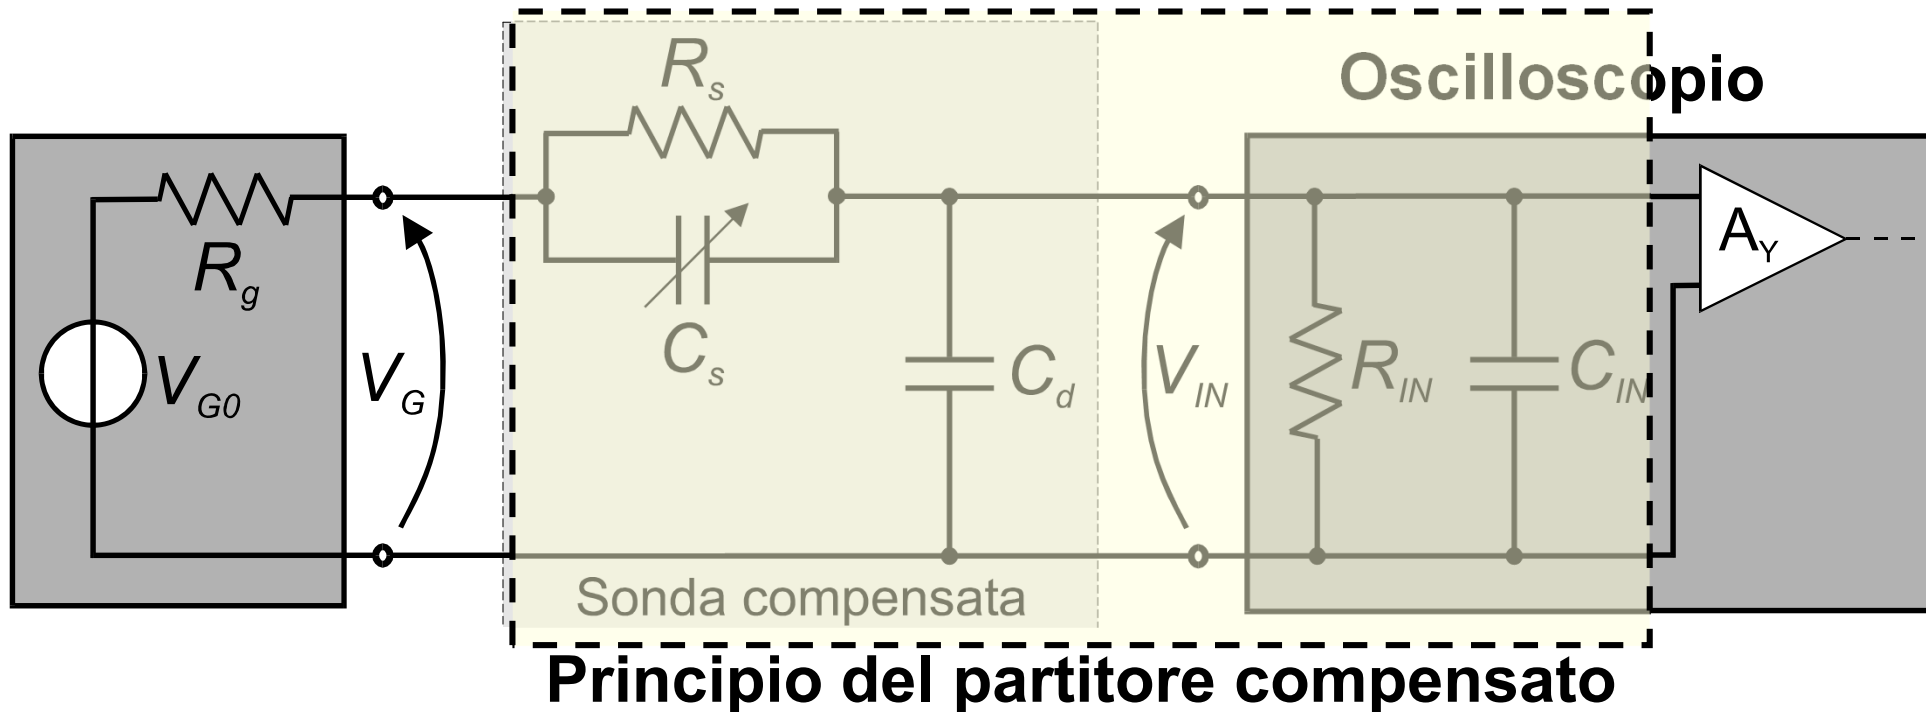 Rs
Oscilloscopio
AY
Rg
Cs
VG0
VG
Cd
VIN
RIN
CIN
Sonda compensata
Principio del partitore compensato